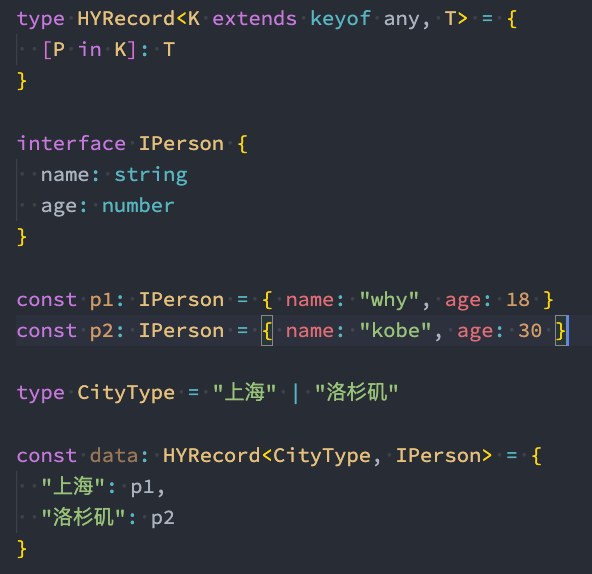 type HYRecord<K extends keyof any, T> = {
  [P in K]: T
}
interface IPerson {
  name: string
  age: number
}
const p1: IPerson = { name: "why", age: 18 }
const p2: IPerson = { name: "kobe", age: 30 }
type CityType = "上海" | "洛杉矶"
const data: HYRecord<CityType, IPerson> = {
  "上海": p1,
  "洛杉矶": p2
}